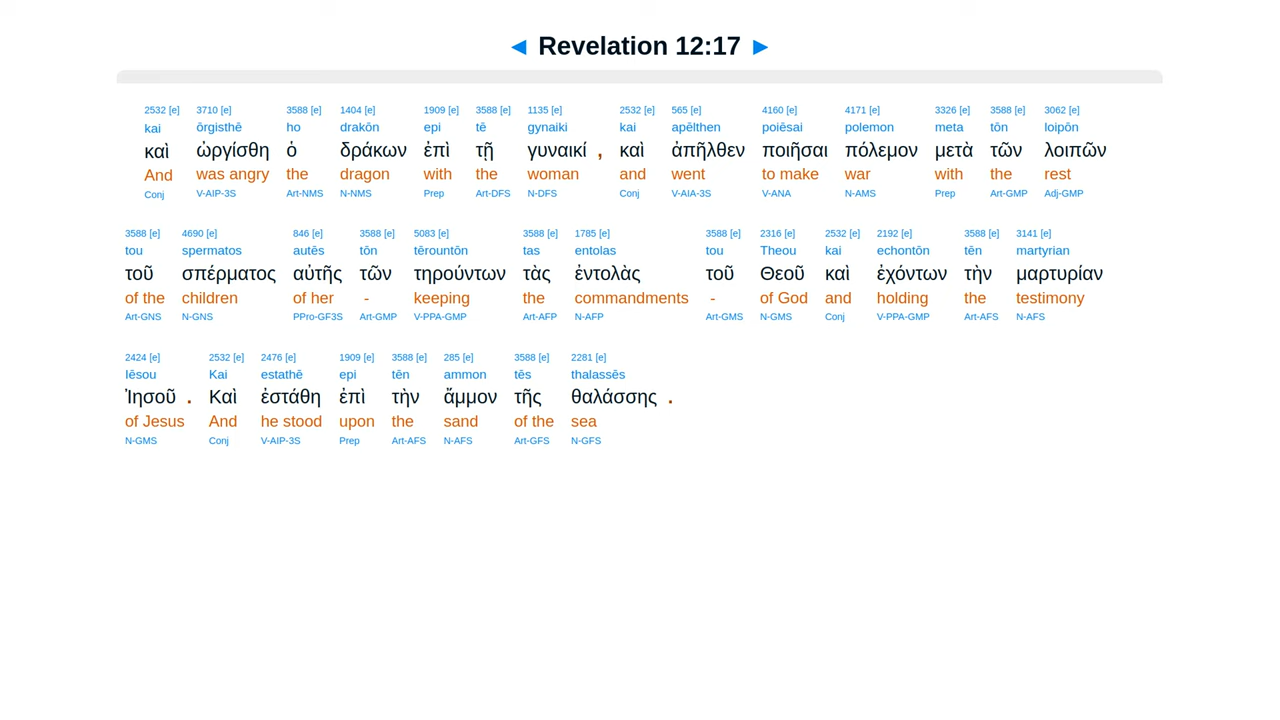 ◄ Revelation 12:17 ►
2532 [e] 3710 [e] 3588 [e] 1404 [e] 1909 [e] 3588 [e] 1135 [e] 2532 [e] 565 [e] 4160 [e] 4171 [e] 3326 [e] 3588 [e] 3062 [e]
kai ōrgisthē ho drakōn epi tē gynaiki kai apēlthen poiēsai polemon meta tōn loipōn
καὶ ὠργίσθη ὁ δράκων ἐπὶ τῇ γυναικί , καὶ ἀπῆλθεν ποιῆσαι πόλεμον μετὰ τῶν λοιπῶν
And was angry the dragon with the woman and went to make war with the rest
Conj V-AIP-3S Art-NMS N-NMS Prep Art-DFS N-DFS Conj V-AIA-3S V-ANA N-AMS Prep Art-GMP Adj-GMP
3588 [e] 4690 [e] 846 [e] 3588 [e] 5083 [e] 3588 [e] 1785 [e] 3588 [e] 2316 [e] 2532 [e] 2192 [e] 3588 [e] 3141 [e]
tou spermatos autēs tōn tērountōn tas entolas tou Theou kai echontōn tēn martyrian
τοῦ σπέρματος αὐτῆς τῶν τηρούντων τὰς ἐντολὰς τοῦ Θεοῦ καὶ ἐχόντων τὴν μαρτυρίαν
of the children of her - keeping the commandments - of God and holding the testimony
Art-GNS N-GNS PPro-GF3S Art-GMP V-PPA-GMP Art-AFP N-AFP Art-GMS N-GMS Conj V-PPA-GMP Art-AFS N-AFS
2424 [e] 2532 [e] 2476 [e] 1909 [e] 3588 [e] 285 [e] 3588 [e] 2281 [e]
Iēsou Kai estathē epi tēn ammon tēs thalassēs
Ἰησοῦ . Καὶ ἐστάθη ἐπὶ τὴν ἄμμον τῆς θαλάσσης .
of Jesus And he stood upon the sand of the sea
N-GMS Conj V-AIP-3S Prep Art-AFS N-AFS Art-GFS N-GFS